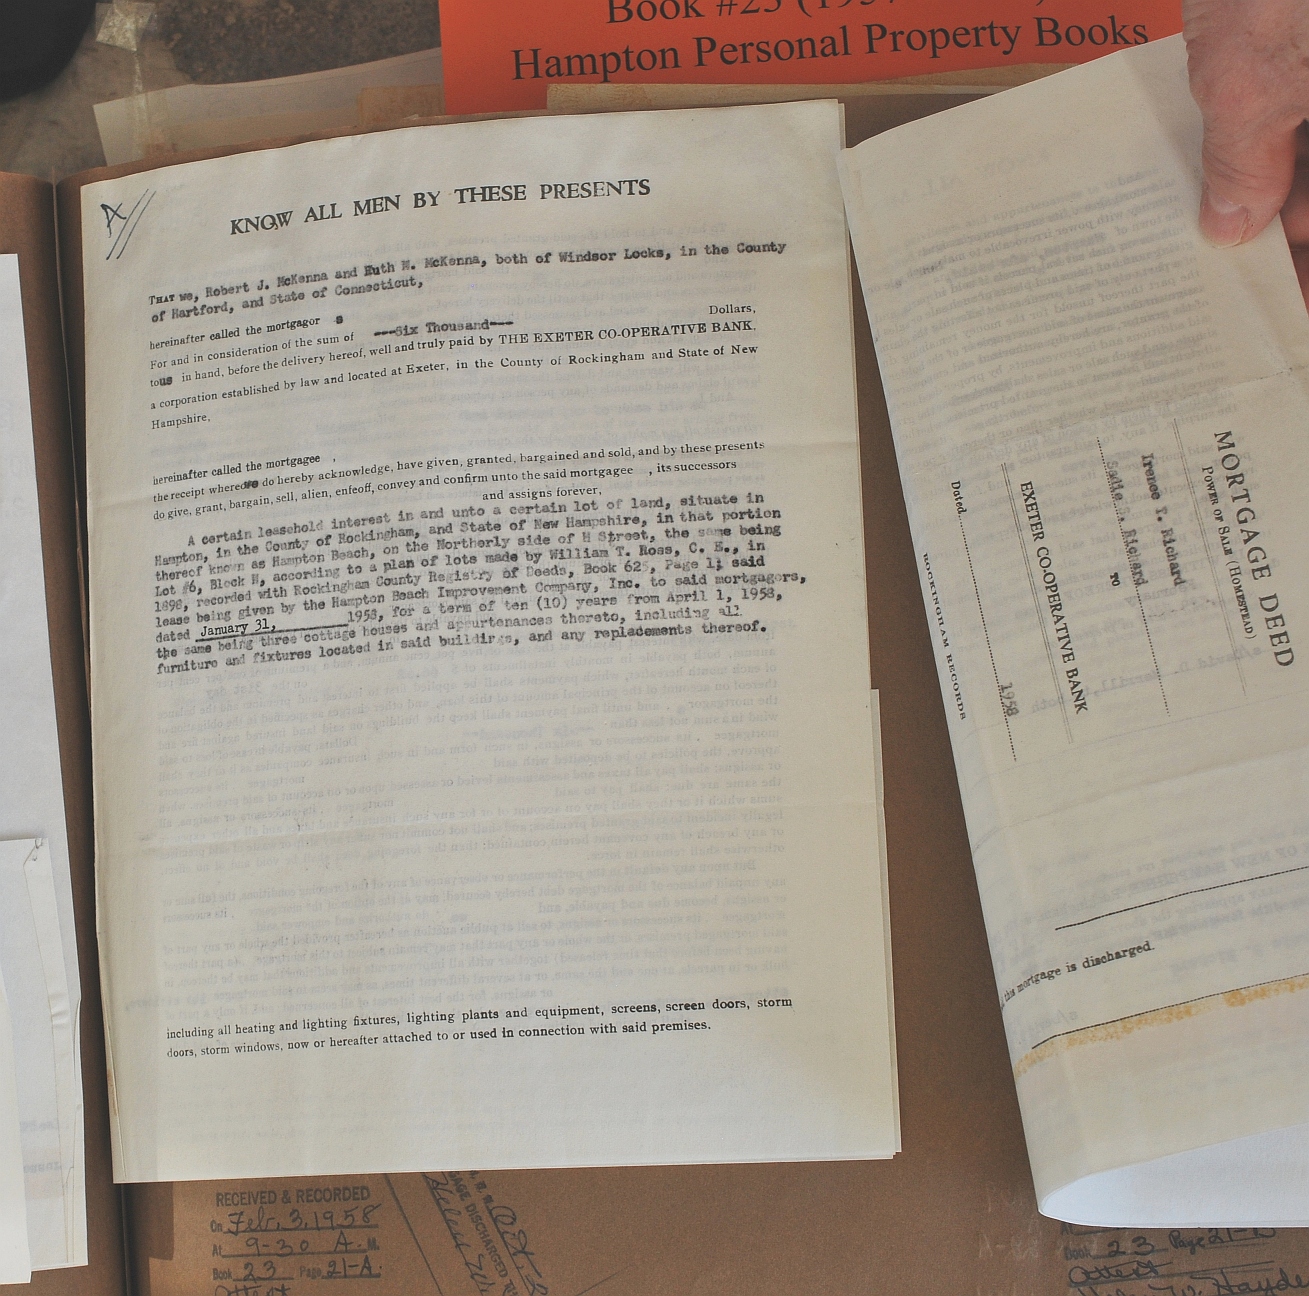 Book #23
Hampton Personal Property Books
A//
KNOW ALL MEN BY THESE PRESENTS
THAT we, Robert J. McKenna and Ruth M. McKenna, both of Windsor Locks, in the County
of Hartford, and State of Connecticut,
hereinafter called the mortgagor s
For and in consideration of the sum of ---Six Thousand--- Dollars,
to us in hand, before the delivery hereof, well and truly paid by THE EXETER CO-OPERATIVE BANK,
a corporation established by law and located at Exeter, in the County of Rockingham and State of New
Hampshire,
hereinafter called the mortgagee ,
the receipt where do hereby acknowledge, have given, granted, bargained and sold, and by these presents
do give, grant, bargain, sell, alien, enfeoff, convey and confirm unto the said mortgagee , its successors
and assigns forever,
A certain leasehold interest in and unto a certain lot of land, situate in
Hampton, in the County of Rockingham, and State of New Hampshire, in that portion
thereof known as Hampton Beach, on the Northerly side of H Street, the same being
Lot #6, Block H, according to a plan of lots made by William T. Ross, C. E., in
1898, recorded with Rockingham County Registry of Deeds, Book 625, Page 1; said
lease being given by the Hampton Beach Improvement Company, Inc. to said mortgagors,
dated January 31, 1958, for a term of ten (10) years from April 1, 1958,
the same being three cottage houses and appurtenances thereto, including all
furniture and fixtures located in said buildings, and any replacements thereof.
including all heating and lighting fixtures, lighting plants and equipment, screens, screen doors, storm
doors, storm windows, now or hereafter attached to or used in connection with said premises.
RECEIVED & RECORDED
On Feb. 3, 1958
At 9-30 A. M.
Book 23 Page 21-A.
Attest
MORTGAGE DEED
POWER OF SALE (HOMESTEAD)
Irenee T. Richard
Sadie Richard
TO
EXETER CO-OPERATIVE BANK
Dated 1958
ROCKINGHAM RECORDS
this mortgage is discharged.
Book 23 Page 21-
Attest